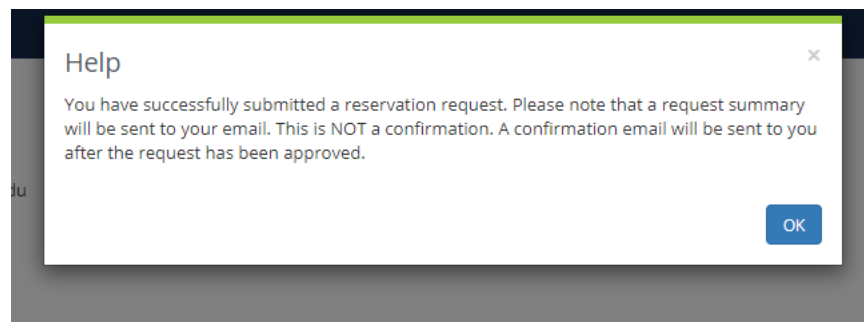 Help
×
You have successfully submitted a reservation request. Please note that a request summary
will be sent to your email. This is NOT a confirmation. A confirmation email will be sent to you
after the request has been approved.
du
OK